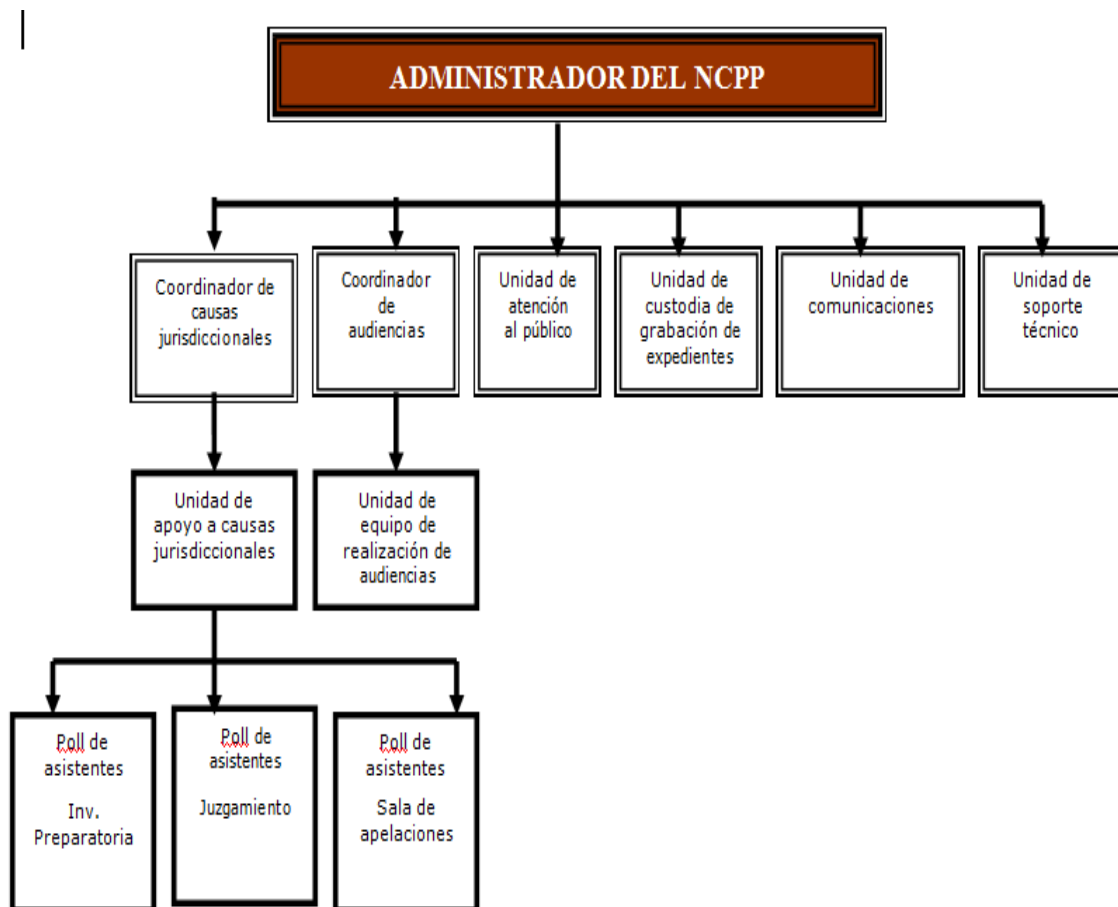 ADMINISTRADOR DEL NCPP
Coordinador de
causas
jurisdiccionales
Coordinador
de
audiencias
Unidad de
atención
al público
Unidad de
custodia de
grabación de
expedientes
Unidad de
comunicaciones
Unidad de
soporte
técnico
Unidad de
apoyo a causas
jurisdiccionales
Unidad de
equipo de
realización de
audiencias
Poll de
asistentes
Inv.
Preparatoria
Poll de
asistentes
Juzgamiento
Poll de
asistentes
Sala de
apelaciones